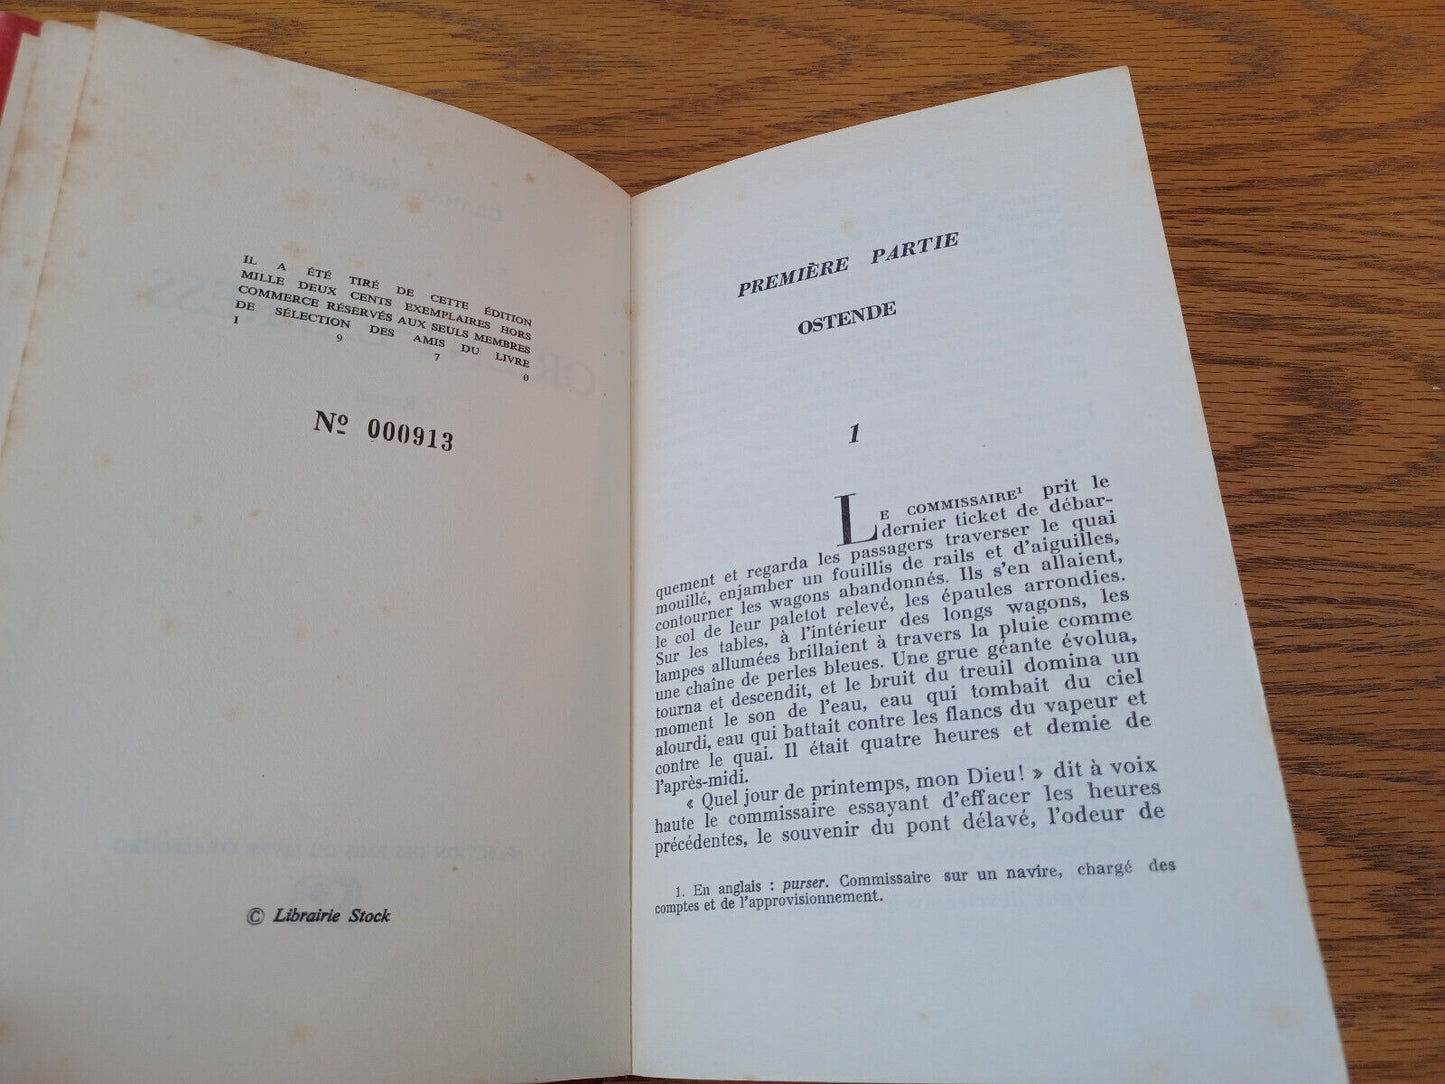 IL A ÉTÉ TIRÉ DE CETTE ÉDITION
MILLE DEUX CENTS EXEMPLAIRES HORS
COMMERCE RÉSERVÉS AUX SEULS MEMBRES
DE SÉLECTION DES AMIS DU LIVRE
1 9 7 0
Nº 000913
© Librairie Stock
PREMIÈRE PARTIE
OSTENDE
1
LE COMMISSAIRE¹ prit le
dernier ticket de débar-
quement et regarda les passagers traverser le quai
mouillé, enjamber un fouillis de rails et d'aiguilles,
contourner les wagons abandonnés. Ils s'en allaient,
le col de leur paletot relevé, les épaules arrondies.
Sur les tables, à l'intérieur des longs wagons, les
lampes allumées brillaient à travers la pluie comme
une chaîne de perles bleues. Une grue géante évolua,
tourna et descendit, et le bruit du treuil domina un
moment le son de l'eau, eau qui tombait du ciel
alourdi, eau qui battait contre les flancs du vapeur et
contre le quai. Il était quatre heures et demie de
l'après-midi.
« Quel jour de printemps, mon Dieu! » dit à voix
haute le commissaire essayant d'effacer les heures
précédentes, le souvenir du pont délavé, l'odeur de
1. En anglais : purser. Commissaire sur un navire, chargé des
comptes et de l'approvisionnement.